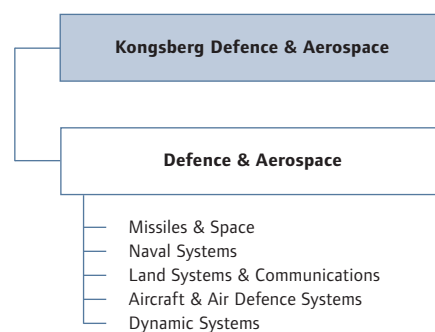 Kongsberg Defence & Aerospace
Defence & Aerospace
Missiles & Space
Naval Systems
Land Systems & Communications
Aircraft & Air Defence Systems
Dynamic Systems